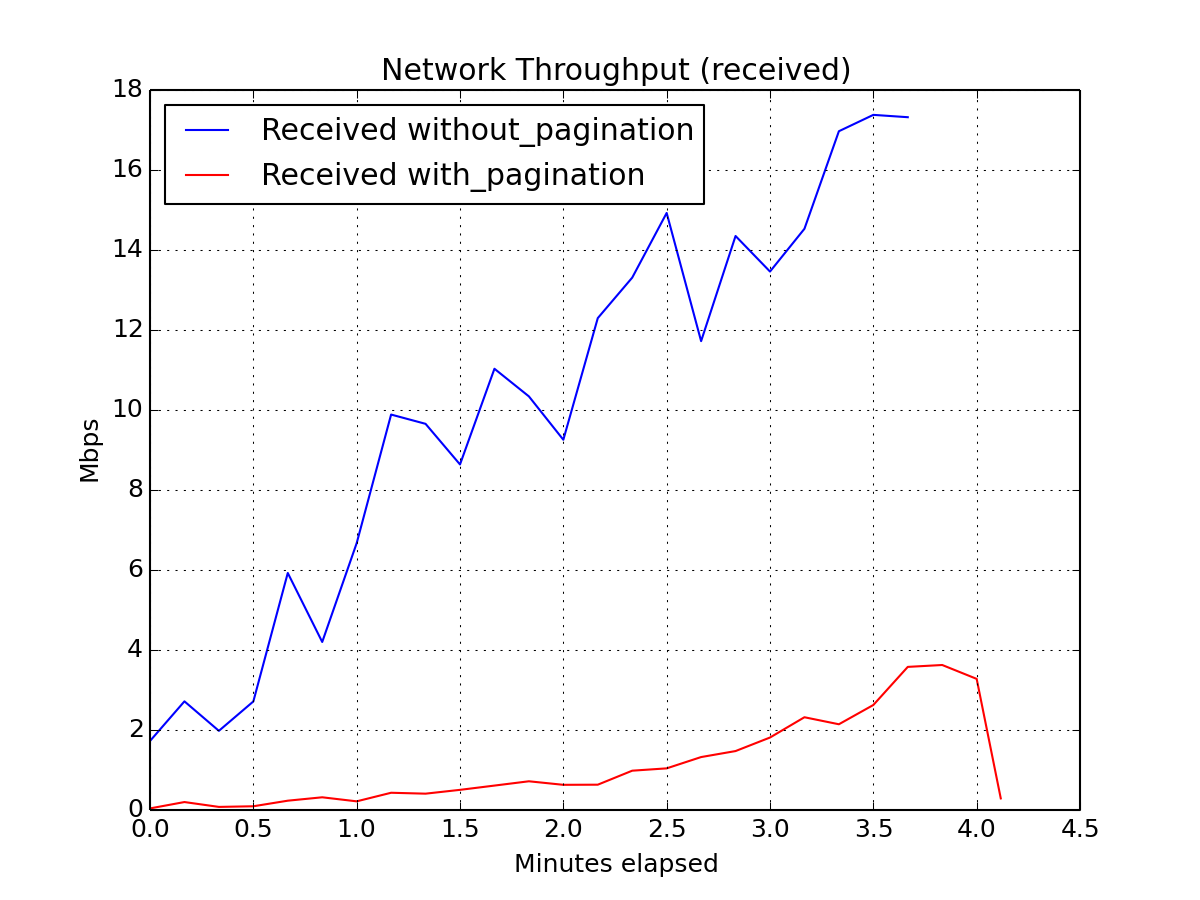 Network Throughput (received)
Received without_pagination
Received with_pagination
18
16
14
12
10
8
6
4
2
0
Mbps
0.0 0.5 1.0 1.5 2.0 2.5 3.0 3.5 4.0 4.5
Minutes elapsed